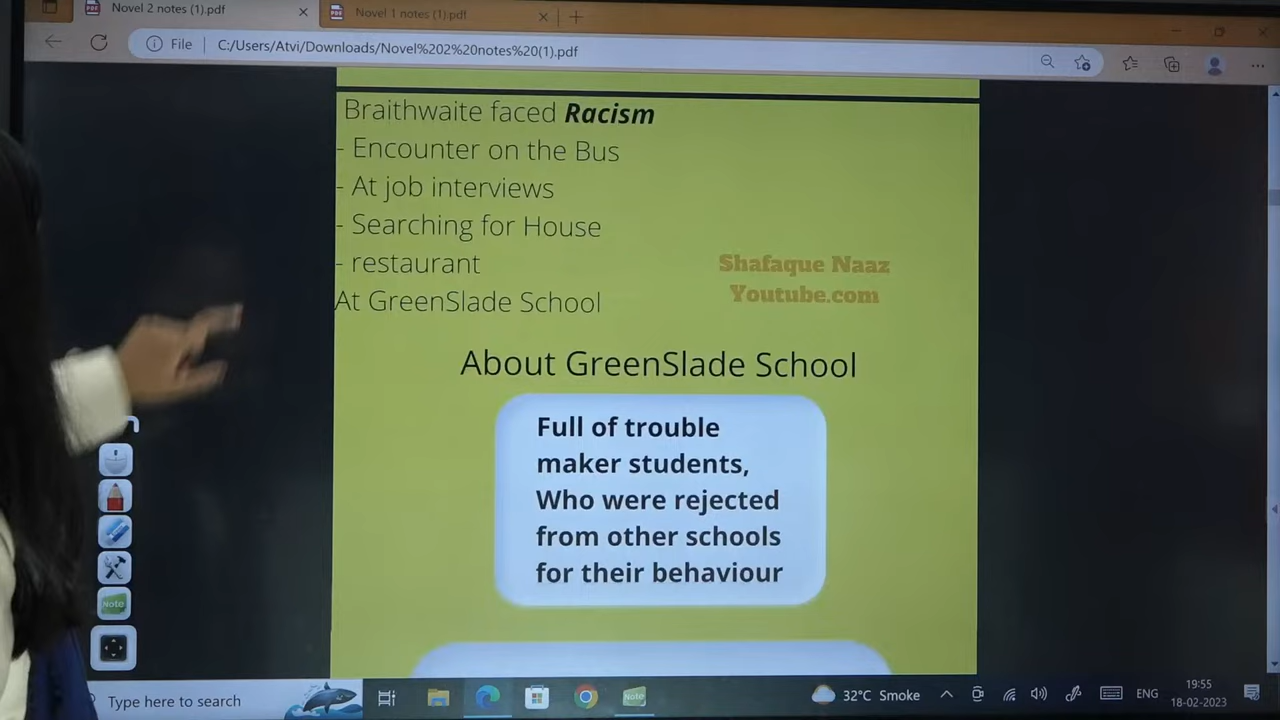 Novel 2 notes (1).pdf
Novel 1 notes (1).pdf
File
C:/Users/Atvi/Downloads/Novel%202%20notes%20(1).pdf
Braithwaite faced Racism
- Encounter on the Bus
- At job interviews
- Searching for House
- restaurant
At GreenSlade School
Shafaque Naaz
Youtube.com
About GreenSlade School
Full of trouble
maker students,
Who were rejected
from other schools
for their behaviour
Note
Type here to search
Note
32°C Smoke
ENG
19:55
18-02-2023